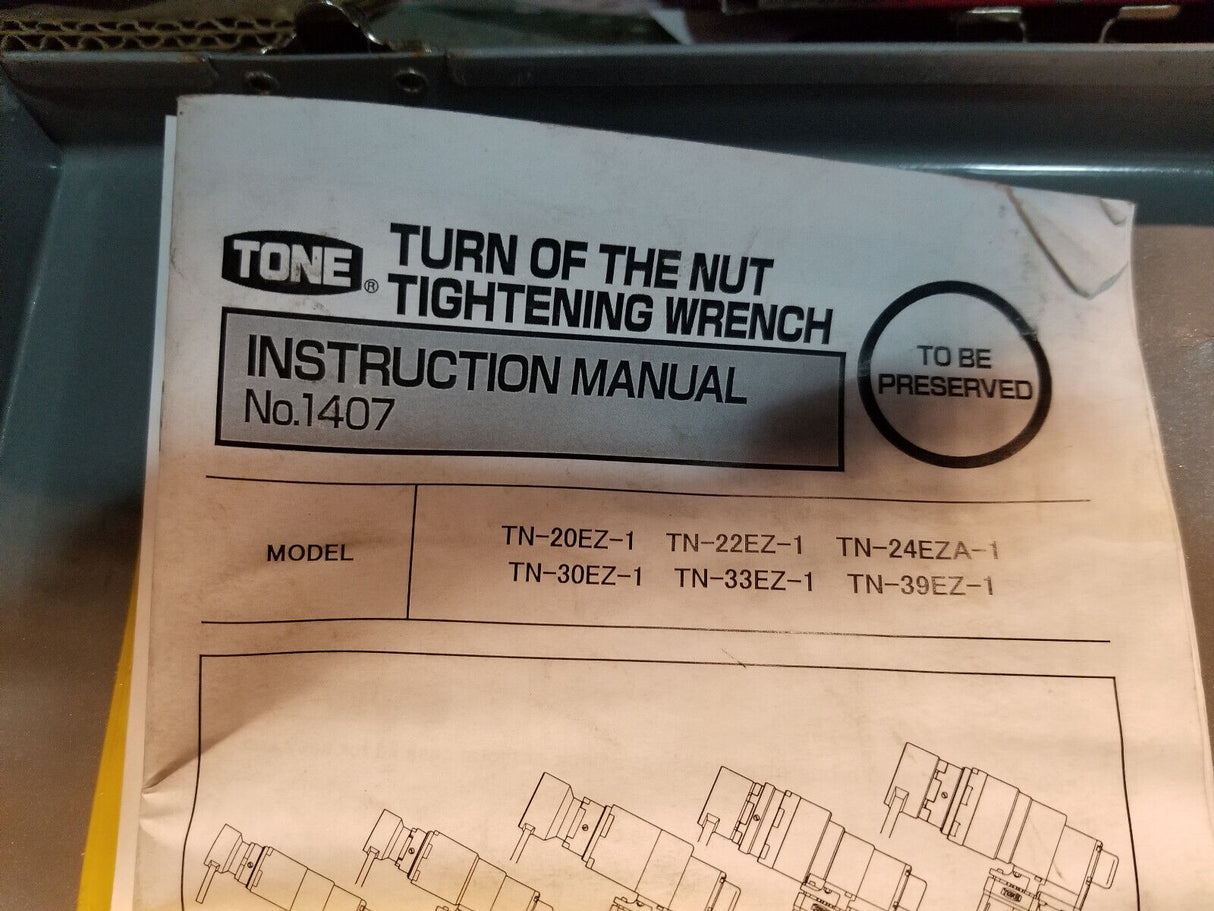 TONE®
TURN OF THE NUT
TIGHTENING WRENCH
INSTRUCTION MANUAL
No.1407
TO BE
PRESERVED
MODEL
TN-20EZ-1 TN-22EZ-1 TN-24EZA-1
TN-30EZ-1 TN-33EZ-1 TN-39EZ-1
TONE